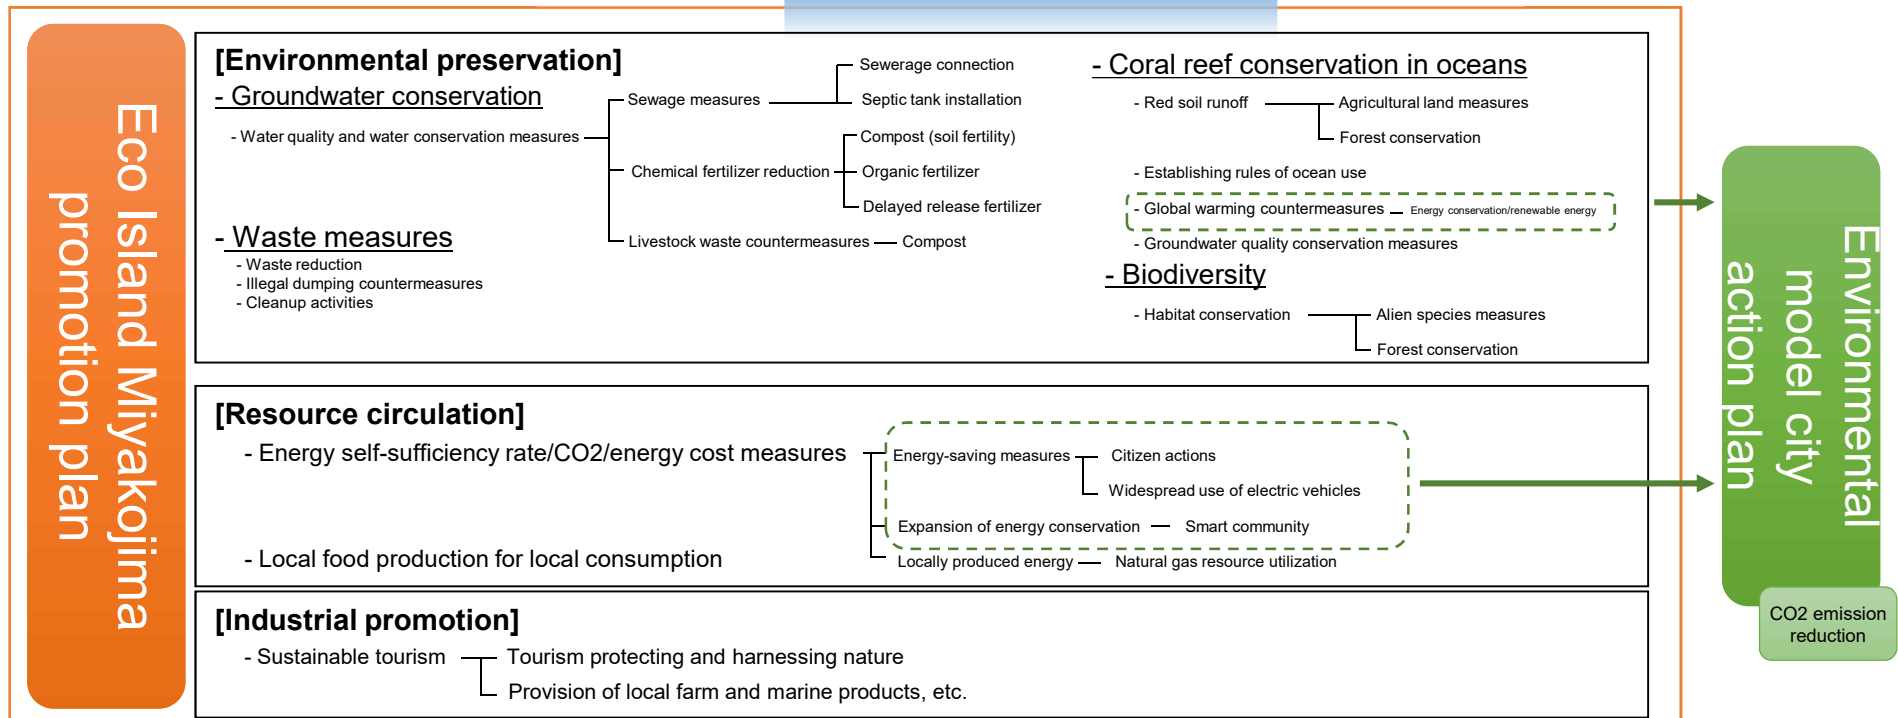 Eco Island Miyakojima
promotion plan
[Environmental preservation]
- Groundwater conservation
- Water quality and water conservation measures
Sewage measures
Sewerage connection
Septic tank installation
Chemical fertilizer reduction
Compost (soil fertility)
Organic fertilizer
Delayed release fertilizer
Livestock waste countermeasures
Compost
- Waste measures
- Waste reduction
- Illegal dumping countermeasures
- Cleanup activities
- Coral reef conservation in oceans
- Red soil runoff
Agricultural land measures
Forest conservation
- Establishing rules of ocean use
- Global warming countermeasures
Energy conservation/renewable energy
- Groundwater quality conservation measures
- Biodiversity
- Habitat conservation
Alien species measures
Forest conservation
[Resource circulation]
- Energy self-sufficiency rate/CO2/energy cost measures
Energy-saving measures
Citizen actions
Widespread use of electric vehicles
Expansion of energy conservation
Smart community
Locally produced energy
Natural gas resource utilization
- Local food production for local consumption
[Industrial promotion]
- Sustainable tourism
Tourism protecting and harnessing nature
Provision of local farm and marine products, etc.
Environmental
model city
action plan
CO2 emission
reduction